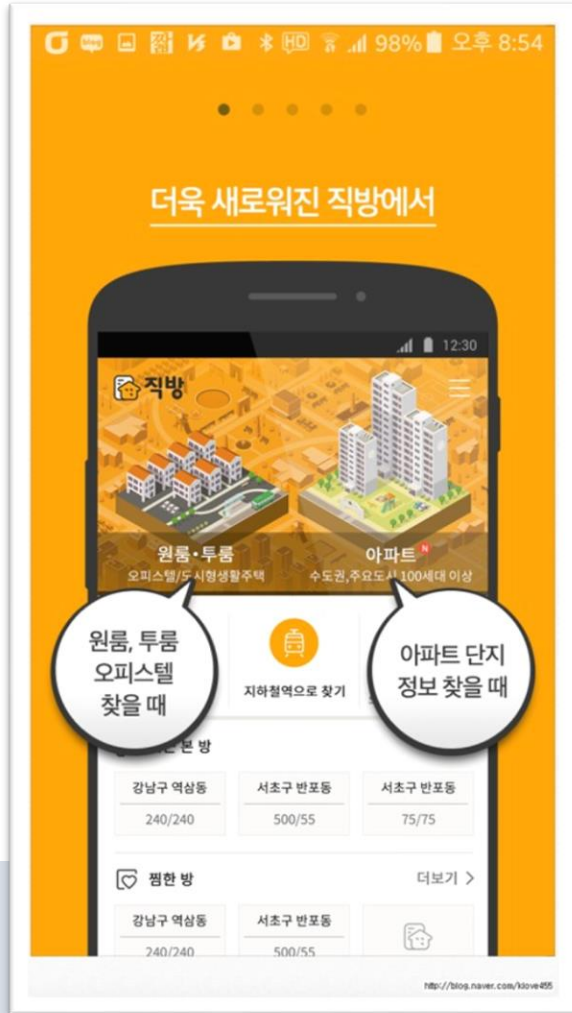 98% 오후 8:54
더욱 새로워진 직방에서
12:30
직방
원룸·투룸
오피스텔/도시형생활주택
아파트 N
수도권,주요도시 100세대 이상
원룸, 투룸
오피스텔
찾을 때
지하철역으로 찾기
아파트 단지
정보 찾을 때
본 방
강남구 역삼동
240/240
서초구 반포동
500/55
서초구 반포동
75/75
찜한 방
더보기 >
강남구 역삼동
240/240
서초구 반포동
500/55
http://blog.naver.com/klove455